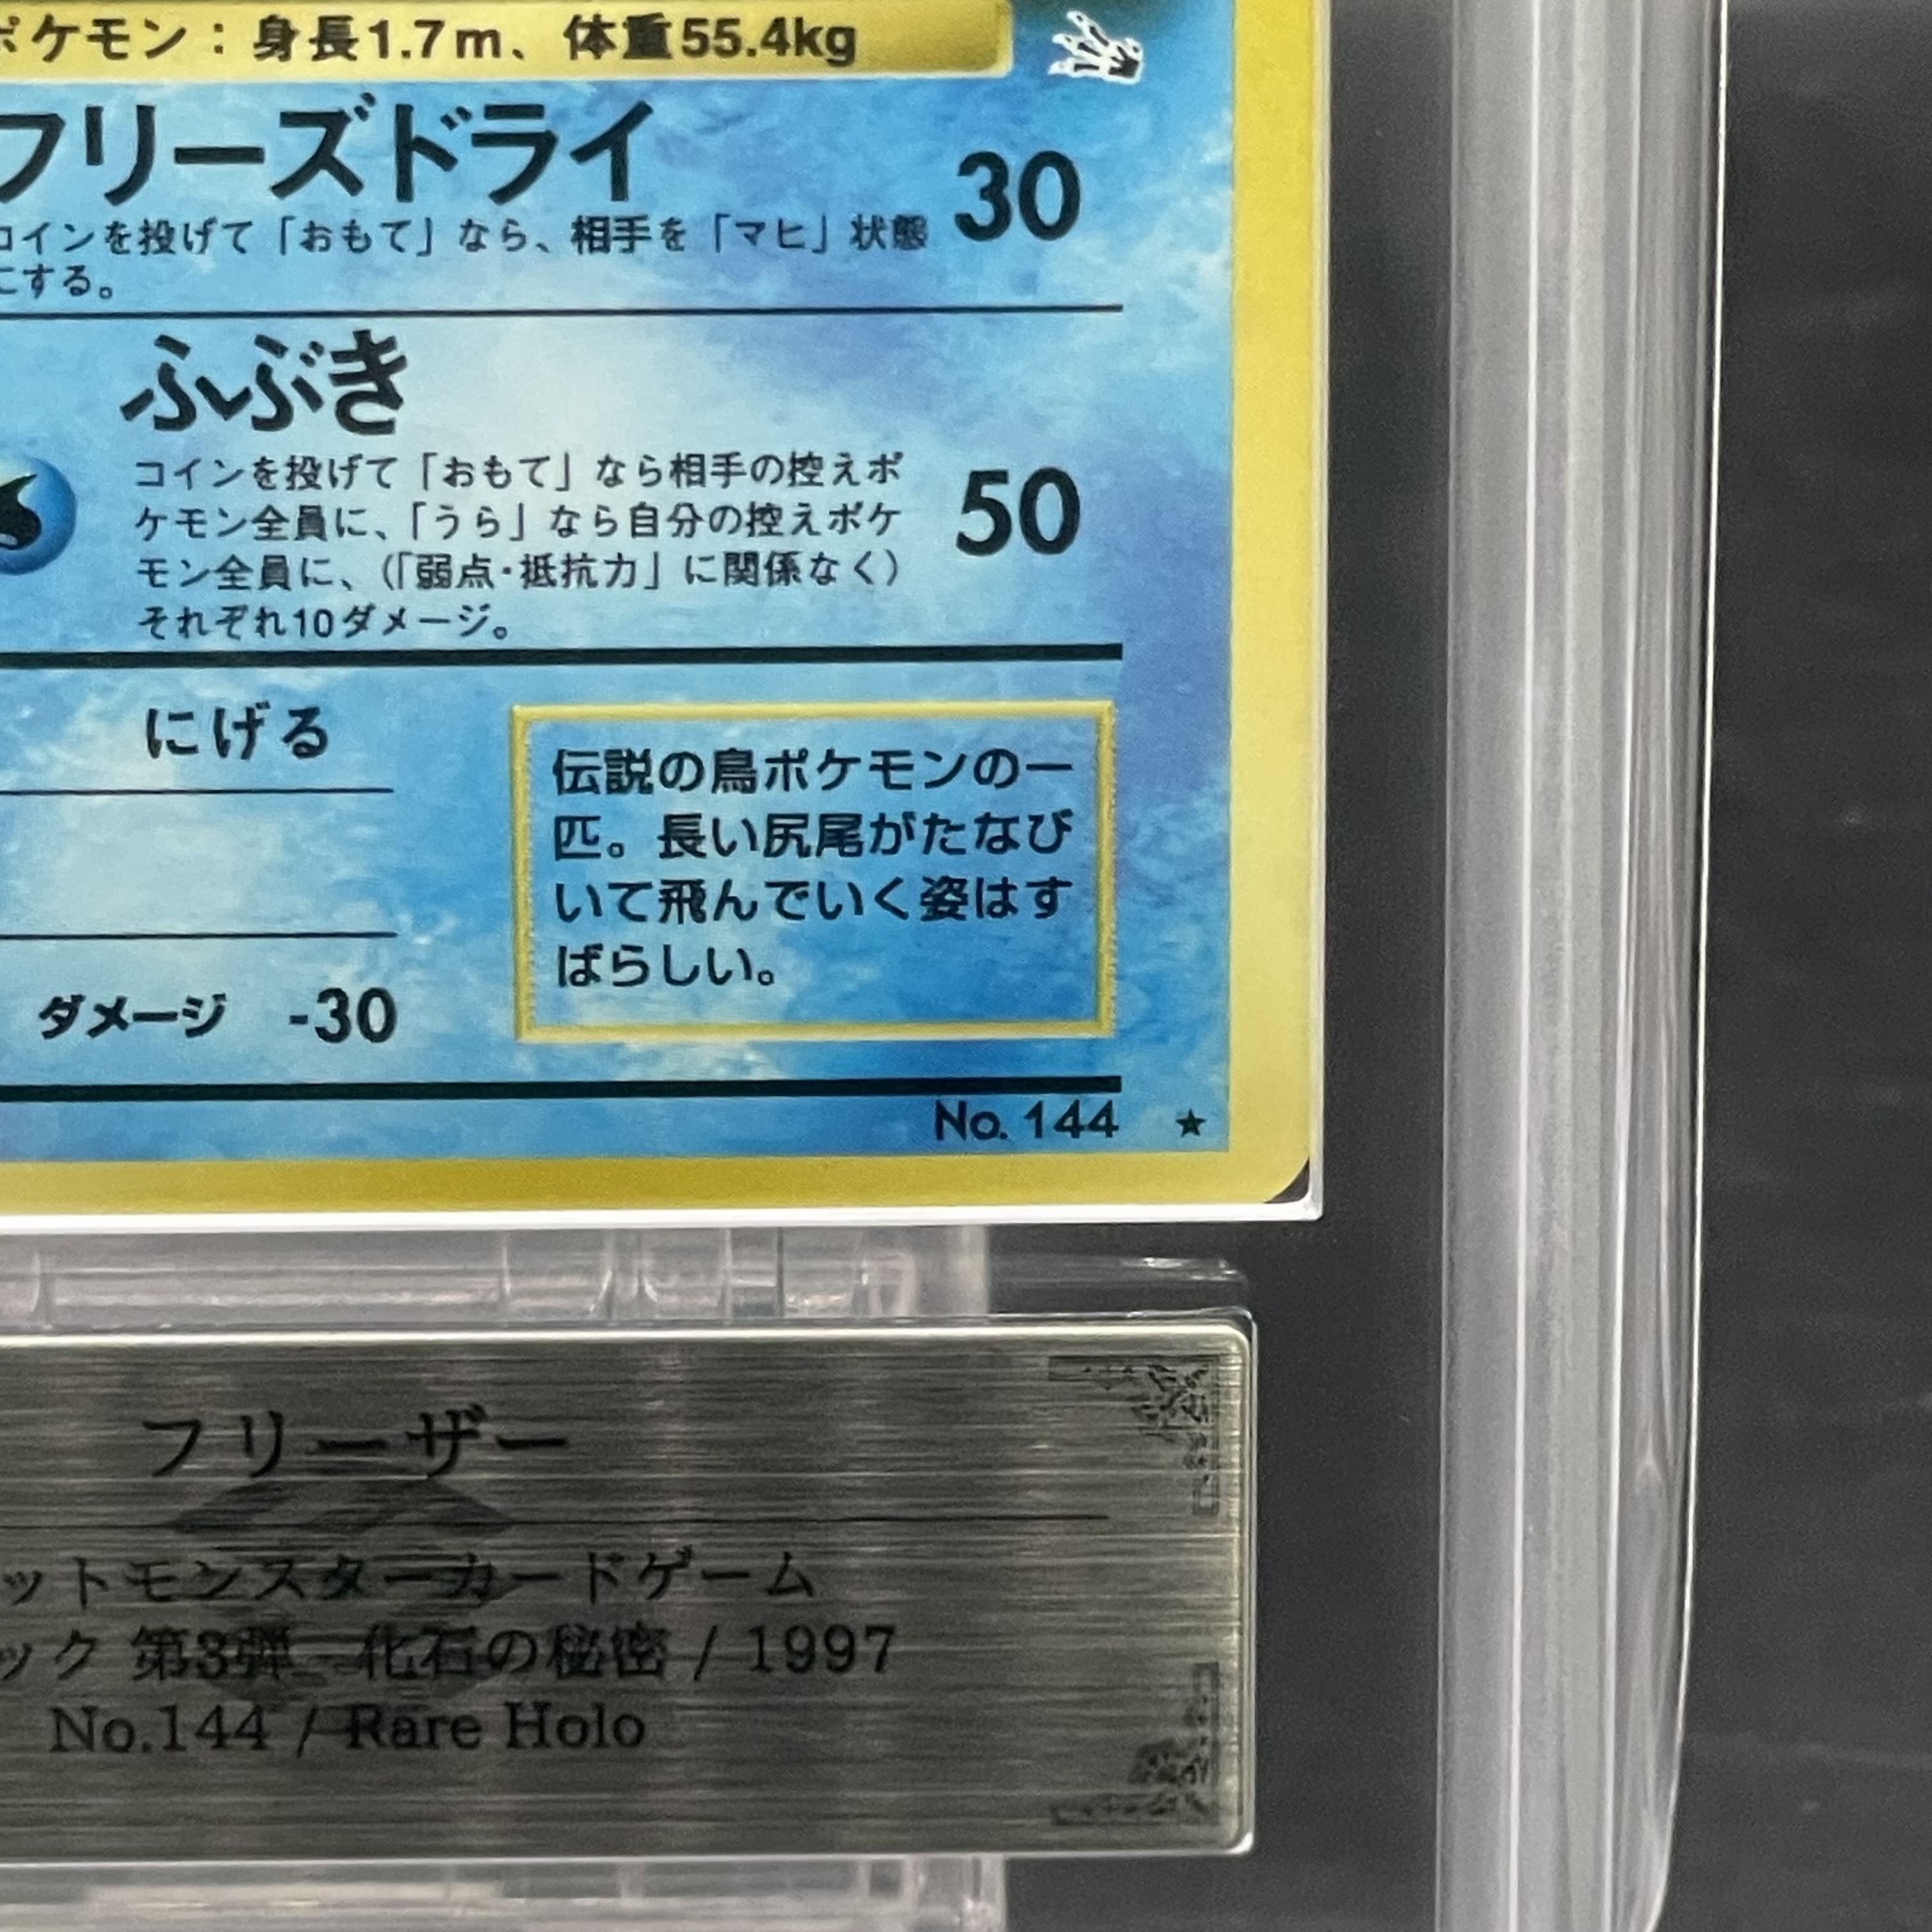 ポケモン：身長1.7m、体重55.4kg
フリーズドライ 30
コインを投げて「おもて」なら、相手を「マヒ」状態
にする。
ふぶき
コインを投げて「おもて」なら相手の控えポ
ケモン全員に、「うら」なら自分の控えポケ
モン全員に、(「弱点・抵抗力」に関係なく)
それぞれ10ダメージ。
50
にげる
ダメージ -30
伝説の鳥ポケモンの一
匹。長い尻尾がたなび
いて飛んでいく姿はす
ばらしい。
No. 144 ★
フリーザー
ットモンスターカードゲーム
ック 第3弾 化石の秘密 / 1997
No.144 / Rare Holo